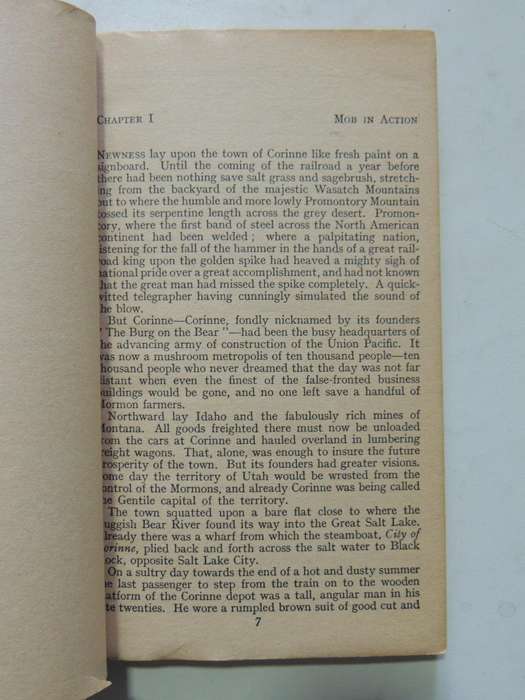 CHAPTER I MOB IN ACTION
NEWNESS lay upon the town of Corinne like fresh paint on a
signboard. Until the coming of the railroad a year before
there had been nothing save salt grass and sagebrush, stretch-
ing from the backyard of the majestic Wasatch Mountains
out to where the humble and more lowly Promontory Mountain
tossed its serpentine length across the grey desert. Promon-
tory, where the first band of steel across the North American
continent had been welded; where a palpitating nation,
listening for the fall of the hammer in the hands of a great rail-
road king upon the golden spike had heaved a mighty sigh of
national pride over a great accomplishment, and had not known
that the great man had missed the spike completely. A quick-
witted telegrapher having cunningly simulated the sound of
the blow.
But Corinne—Corinne, fondly nicknamed by its founders
" The Burg on the Bear "—had been the busy headquarters of
the advancing army of construction of the Union Pacific. It
was now a mushroom metropolis of ten thousand people—ten
thousand people who never dreamed that the day was not far
distant when even the finest of the false-fronted business
buildings would be gone, and no one left save a handful of
Mormon farmers.
Northward lay Idaho and the fabulously rich mines of
Montana. All goods freighted there must now be unloaded
from the cars at Corinne and hauled overland in lumbering
freight wagons. That, alone, was enough to insure the future
prosperity of the town. But its founders had greater visions.
Some day the territory of Utah would be wrested from the
control of the Mormons, and already Corinne was being called
the Gentile capital of the territory.
The town squatted upon a bare flat close to where the
sluggish Bear River found its way into the Great Salt Lake.
Already there was a wharf from which the steamboat, City of
Corinne, plied back and forth across the salt water to Black
Rock, opposite Salt Lake City.
On a sultry day towards the end of a hot and dusty summer
the last passenger to step from the train on to the wooden
platform of the Corinne depot was a tall, angular man in his
late twenties. He wore a rumpled brown suit of good cut and
7